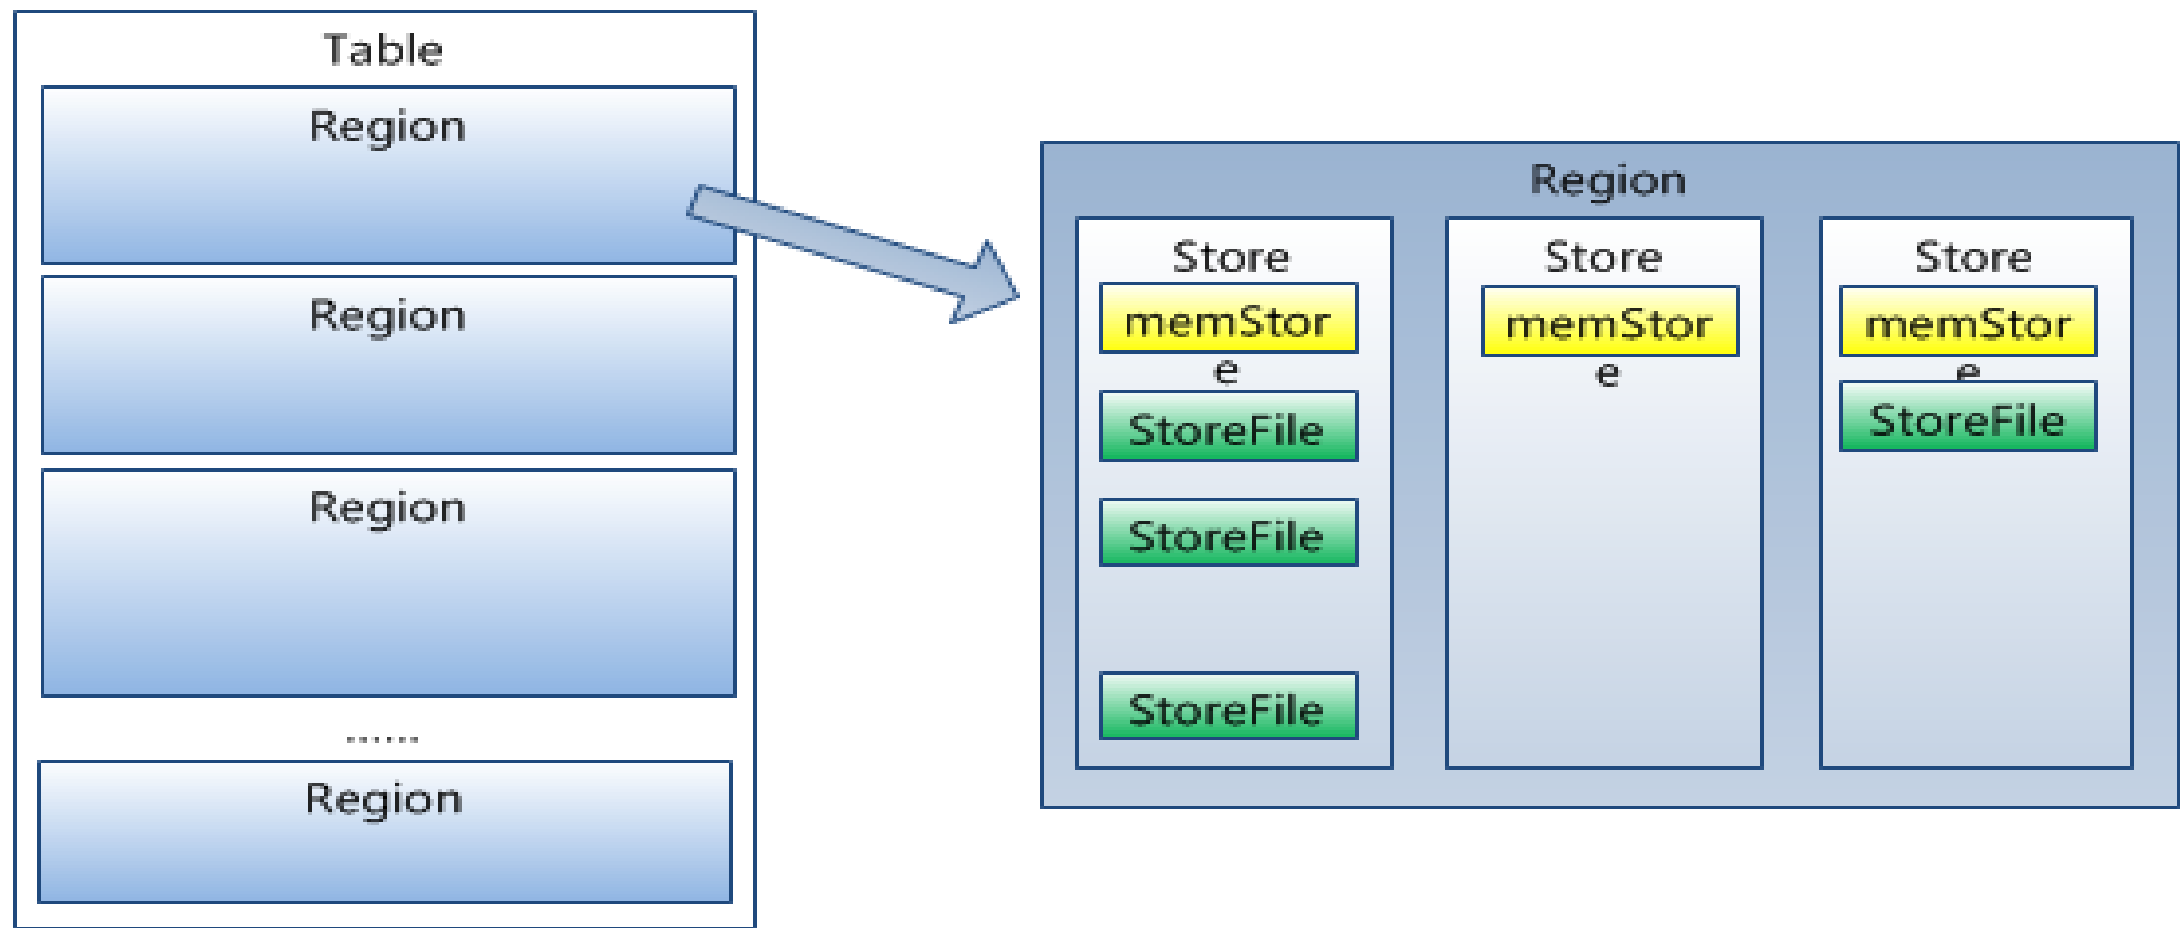 Table
Region
Region
Region
......
Region
Region
Store
memStor
e
StoreFile
StoreFile
StoreFile
Store
memStor
e
Store
memStor
e
StoreFile